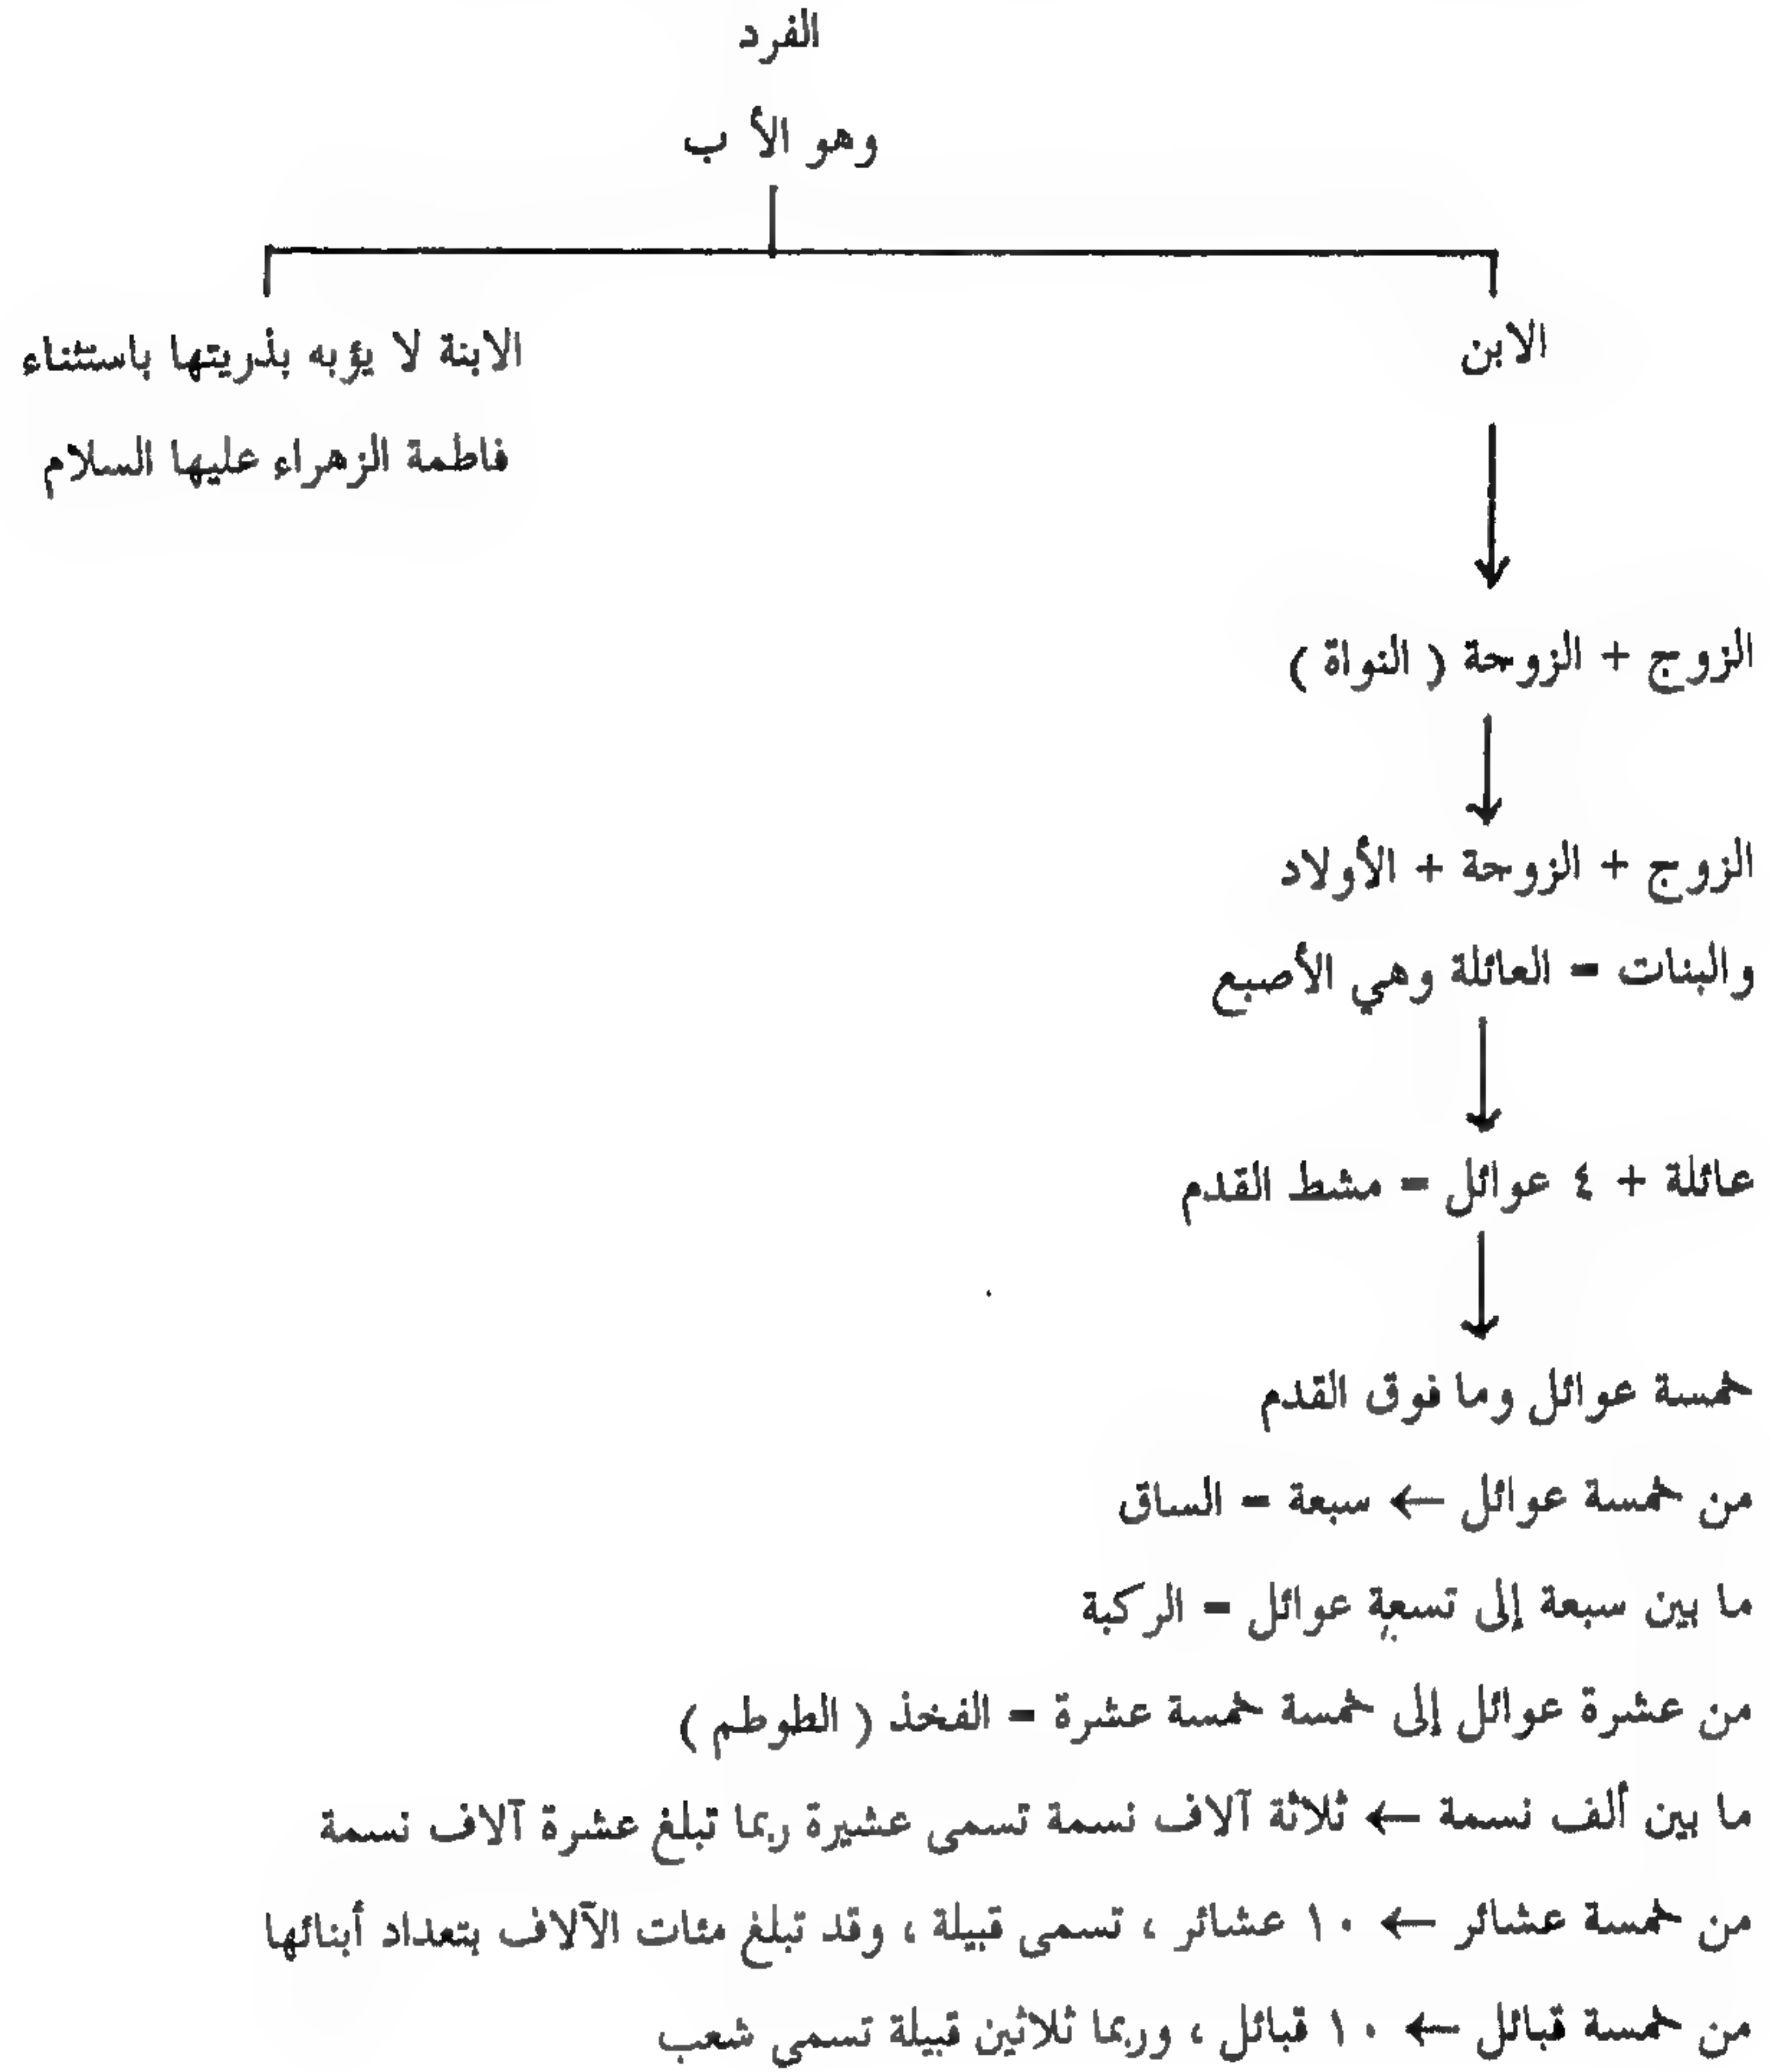 الفرد
وهو الأ ب
الابن
الابنة لا يؤبه بذريتها باستثناء
فاطمة الزهراء عليها السلام
الزوج + الزوجة ( النواة )
الزوج + الزوجة + الأولاد
والبنات = العائلة وهي الأصبع
عائلة + ٤ عوائل = مشط القدم
خمسة عوائل وما فوق القدم
من خمسة عوائل ← سبعة = الساق
ما بين سبعة إلى تسعة عوائل = الركبة
من عشرة عوائل إلى خمسة خمسة عشرة = الفخذ ( الطوطم )
ما بين ألف نسمة ← ثلاثة آلاف نسمة تسمى عشيرة ربما تبلغ عشرة آلاف نسمة
من خمسة عشائر ← ١٠ عشائر ، تسمى قبيلة ، وقد تبلغ مئات الآلاف بتعداد أبنائها
من خمسة قبائل ← ١٠ قبائل ، وربما ثلاثين قبيلة تسمى شعب